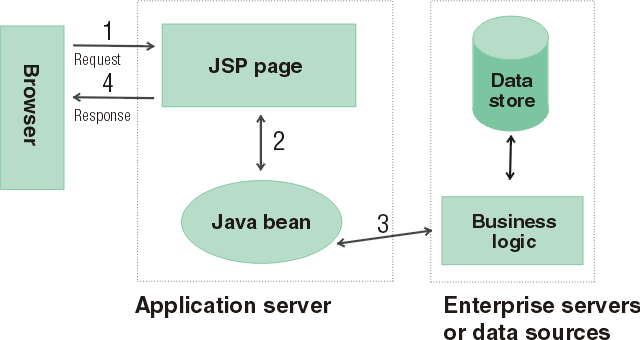 1
Request
4
Response
Browser
JSP page
2
Java bean
3
Data
store
Business
logic
Application server
Enterprise servers
or data sources